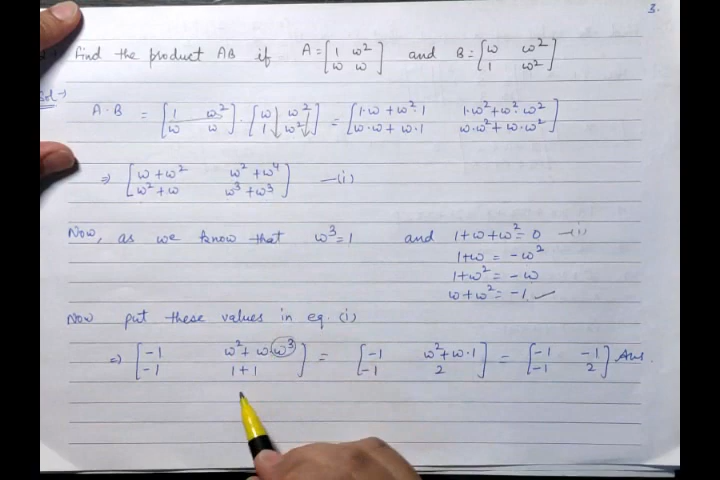 3.
find the product AB if A = [1 ω² ; ω ω] and B = [ω ω² ; 1 ω²]
Sol→
A·B = [1 ω² ; ω ω] · [ω ω² ; 1 ω²] = [1·ω + ω²·1 1·ω² + ω²·ω² ; ω·ω + ω·1 ω·ω² + ω·ω²]
⇒ [ω + ω² ω² + ω⁴ ; ω² + ω ω³ + ω³] —(i)
Now, as we know that ω³ = 1 and 1 + ω + ω² = 0 —(i)
1 + ω = -ω²
1 + ω² = -ω
ω + ω² = -1
Now put these values in eq. (i)
⇒ [-1 ω² + ω·ω³ ; -1 1 + 1] = [-1 ω² + ω·1 ; -1 2] = [-1 -1 ; -1 2] Ans.